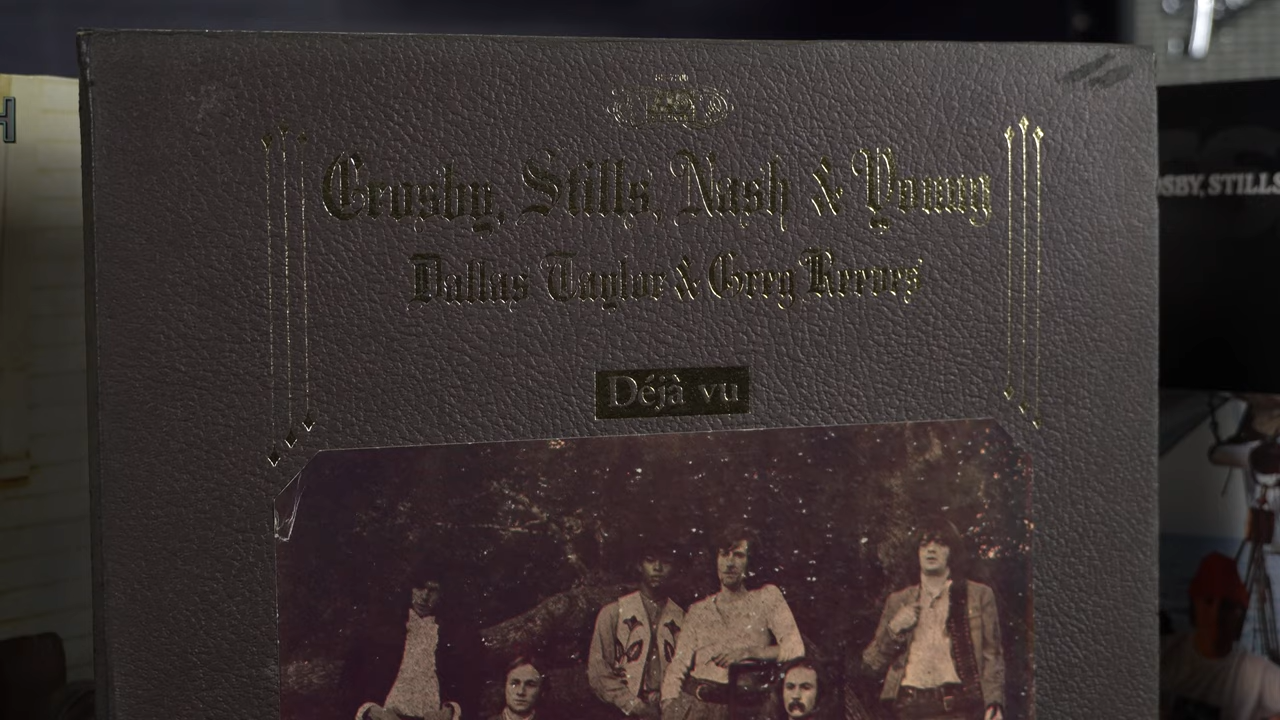 Crosby, Stills, Nash & Young
Dallas Taylor & Greg Reeves
Déjà vu
H
SBY, STILLS